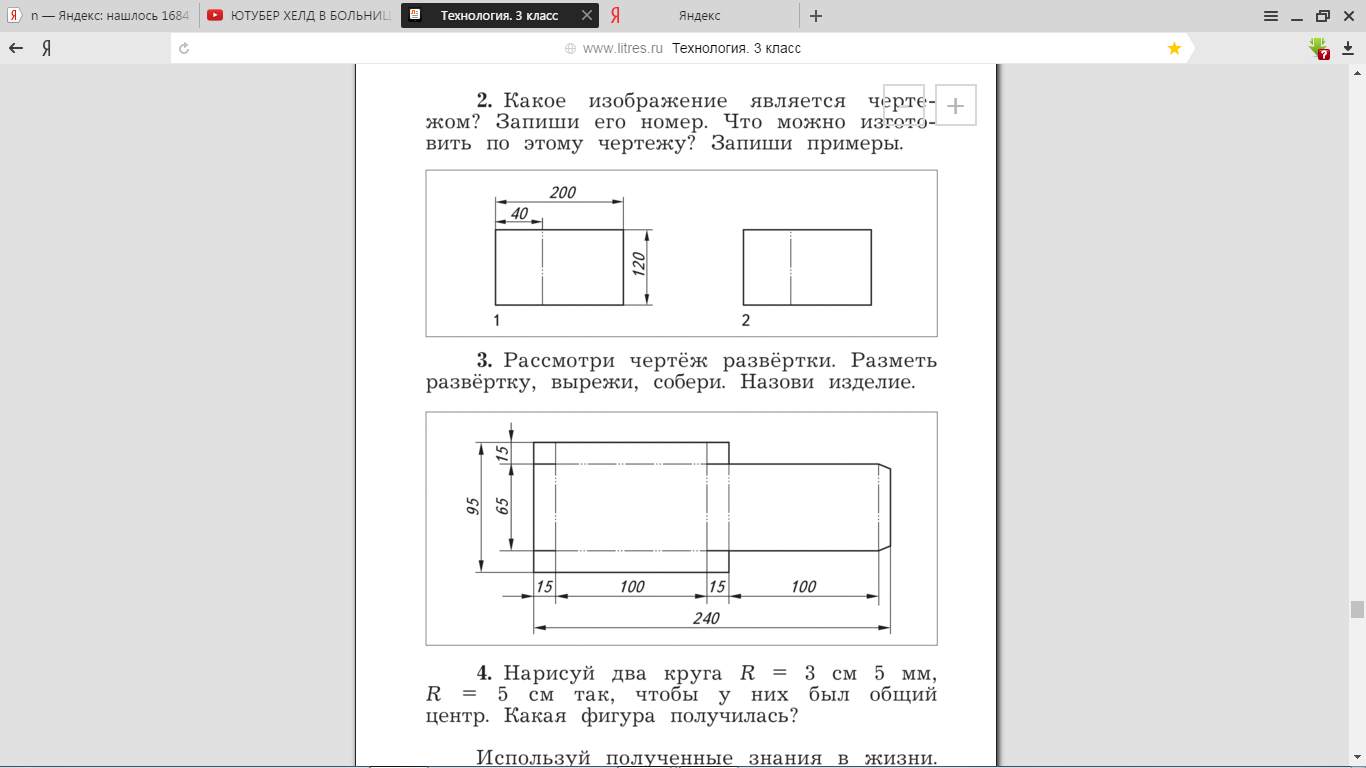 n — Яндекс: нашлось 1684
ЮТУБЕР ХЕЛД В БОЛЬНИЦ
Технология. 3 класс
Яндекс
www.litres.ru Технология. 3 класс
2. Какое изображение является черте-
жом? Запиши его номер. Что можно изгото-
вить по этому чертежу? Запиши примеры.
200
40
120
1
2
3. Рассмотри чертёж развёртки. Разметь
развёртку, вырежи, собери. Назови изделие.
15
95
65
15
100
15
100
240
4. Нарисуй два круга R = 3 см 5 мм,
R = 5 см так, чтобы у них был общий
центр. Какая фигура получилась?
Используй полученные знания в жизни.